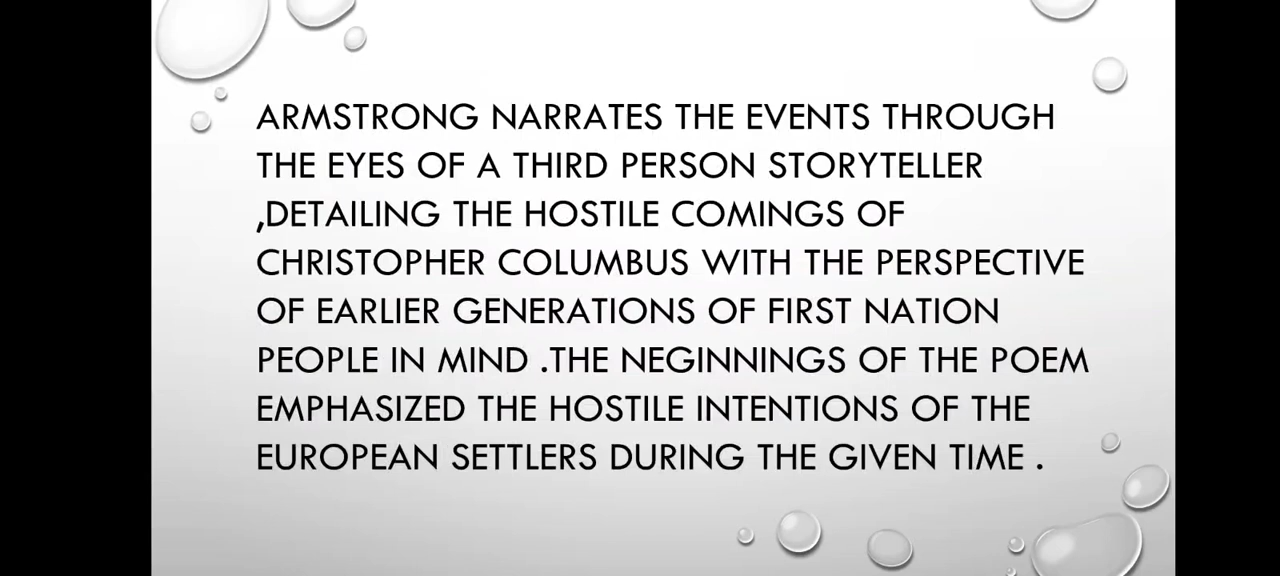 ARMSTRONG NARRATES THE EVENTS THROUGH
THE EYES OF A THIRD PERSON STORYTELLER
,DETAILING THE HOSTILE COMINGS OF
CHRISTOPHER COLUMBUS WITH THE PERSPECTIVE
OF EARLIER GENERATIONS OF FIRST NATION
PEOPLE IN MIND .THE NEGINNINGS OF THE POEM
EMPHASIZED THE HOSTILE INTENTIONS OF THE
EUROPEAN SETTLERS DURING THE GIVEN TIME .